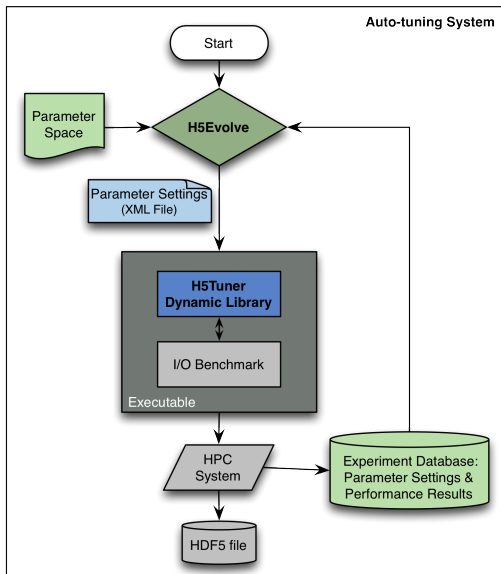 Auto-tuning System
Start
Parameter
Space
H5Evolve
Parameter Settings
(XML File)
H5Tuner
Dynamic Library
I/O Benchmark
Executable
HPC
System
Experiment Database:
Parameter Settings &
Performance Results
HDF5 file